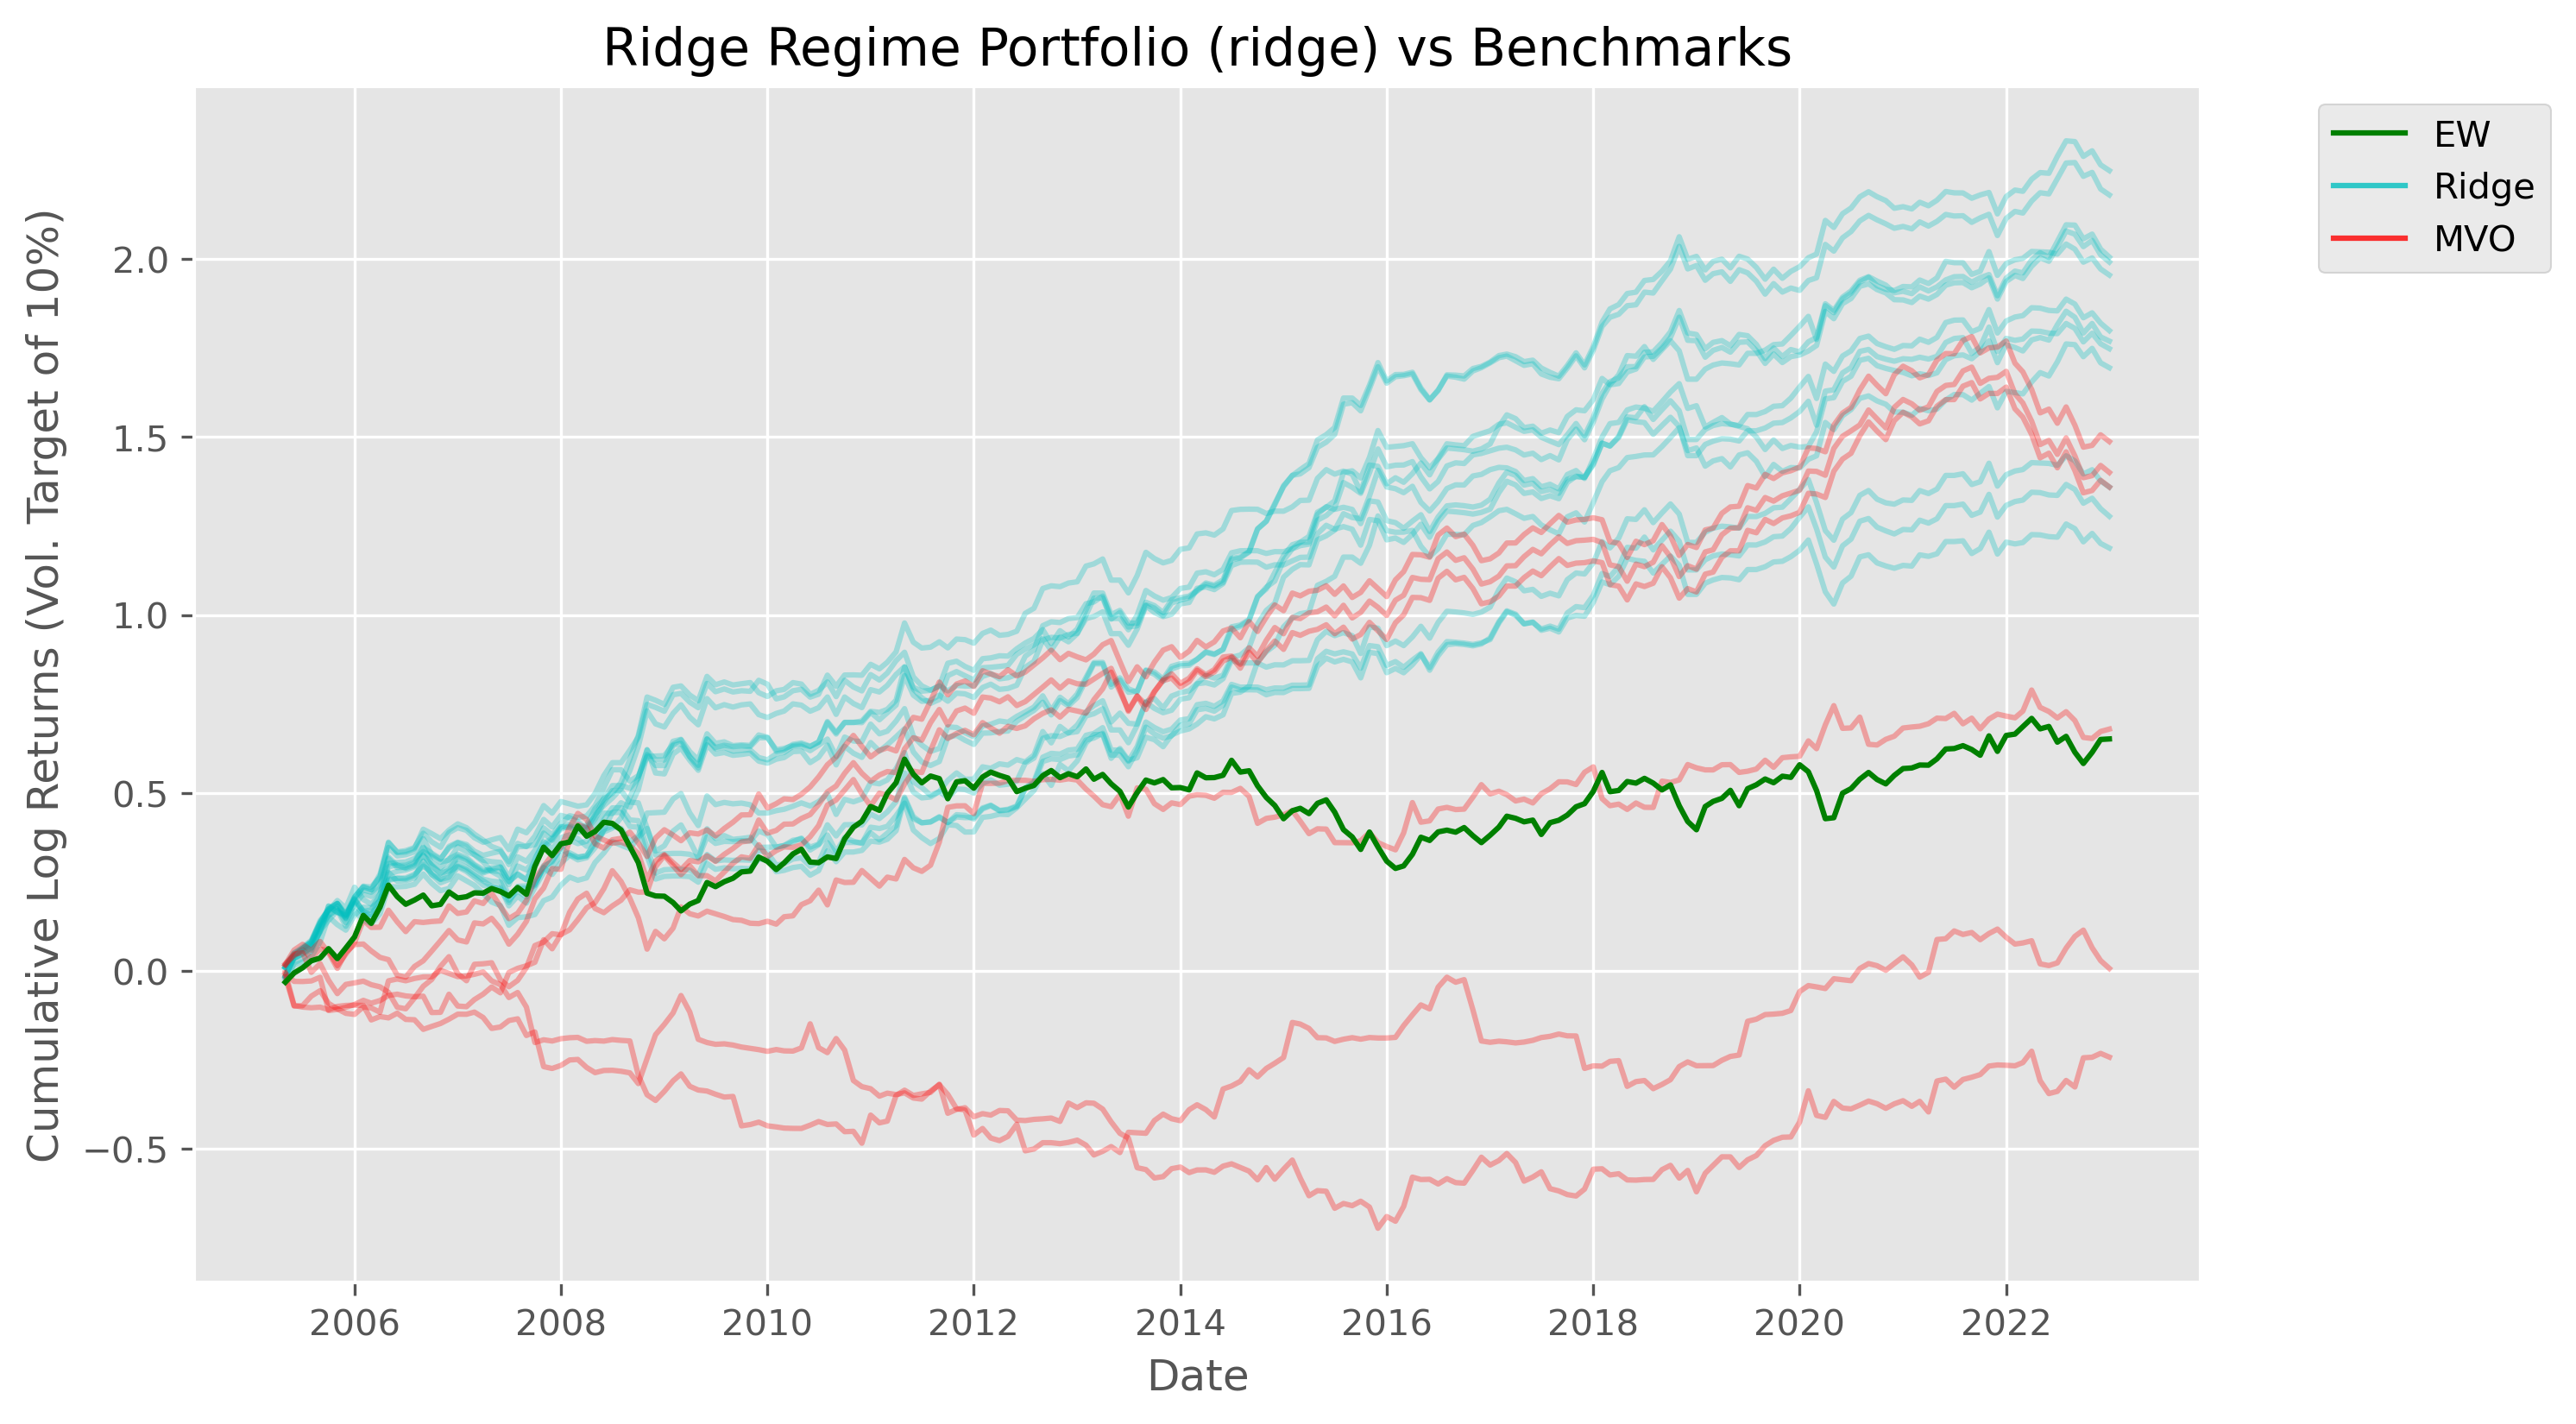 Ridge Regime Portfolio (ridge) vs Benchmarks
EW
Ridge
MVO
Cumulative Log Returns (Vol. Target of 10%)
2.0
1.5
1.0
0.5
0.0
−0.5
2006 2008 2010 2012 2014 2016 2018 2020 2022
Date